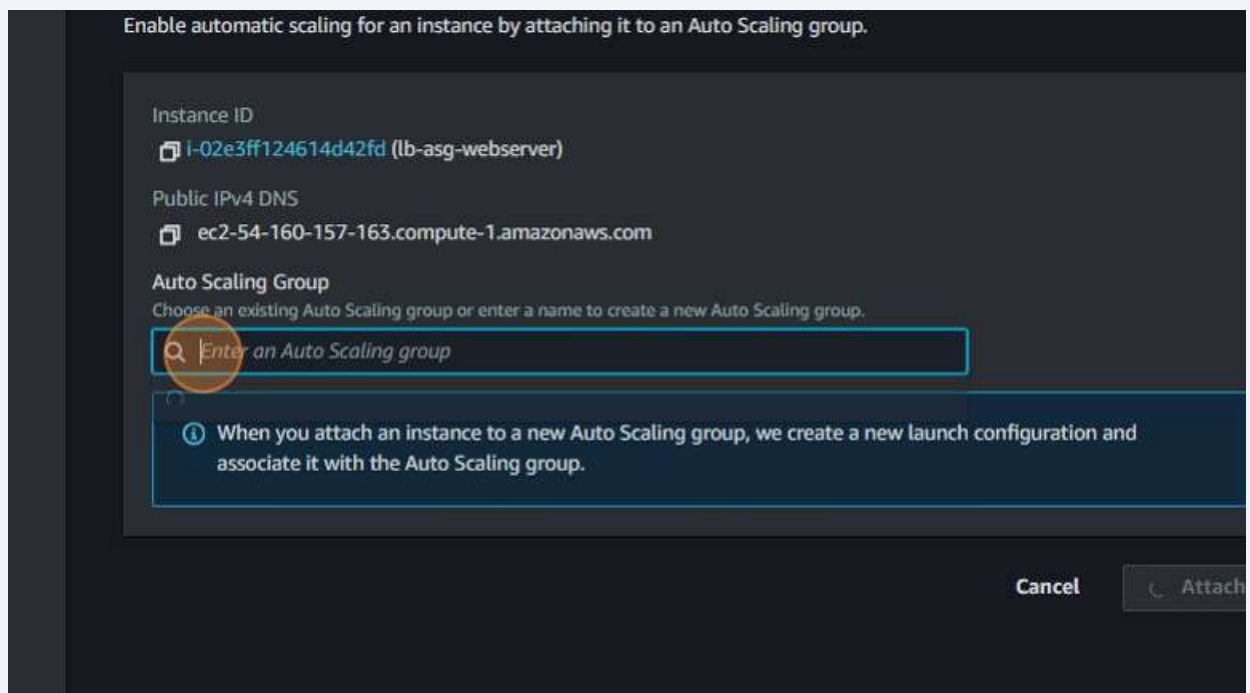 Enable automatic scaling for an instance by attaching it to an Auto Scaling group.
Instance ID
i-02e3ff124614d42fd (lb-asg-webserver)
Public IPv4 DNS
ec2-54-160-157-163.compute-1.amazonaws.com
Auto Scaling Group
Choose an existing Auto Scaling group or enter a name to create a new Auto Scaling group.
Enter an Auto Scaling group
When you attach an instance to a new Auto Scaling group, we create a new launch configuration and
associate it with the Auto Scaling group.
Cancel
Attach